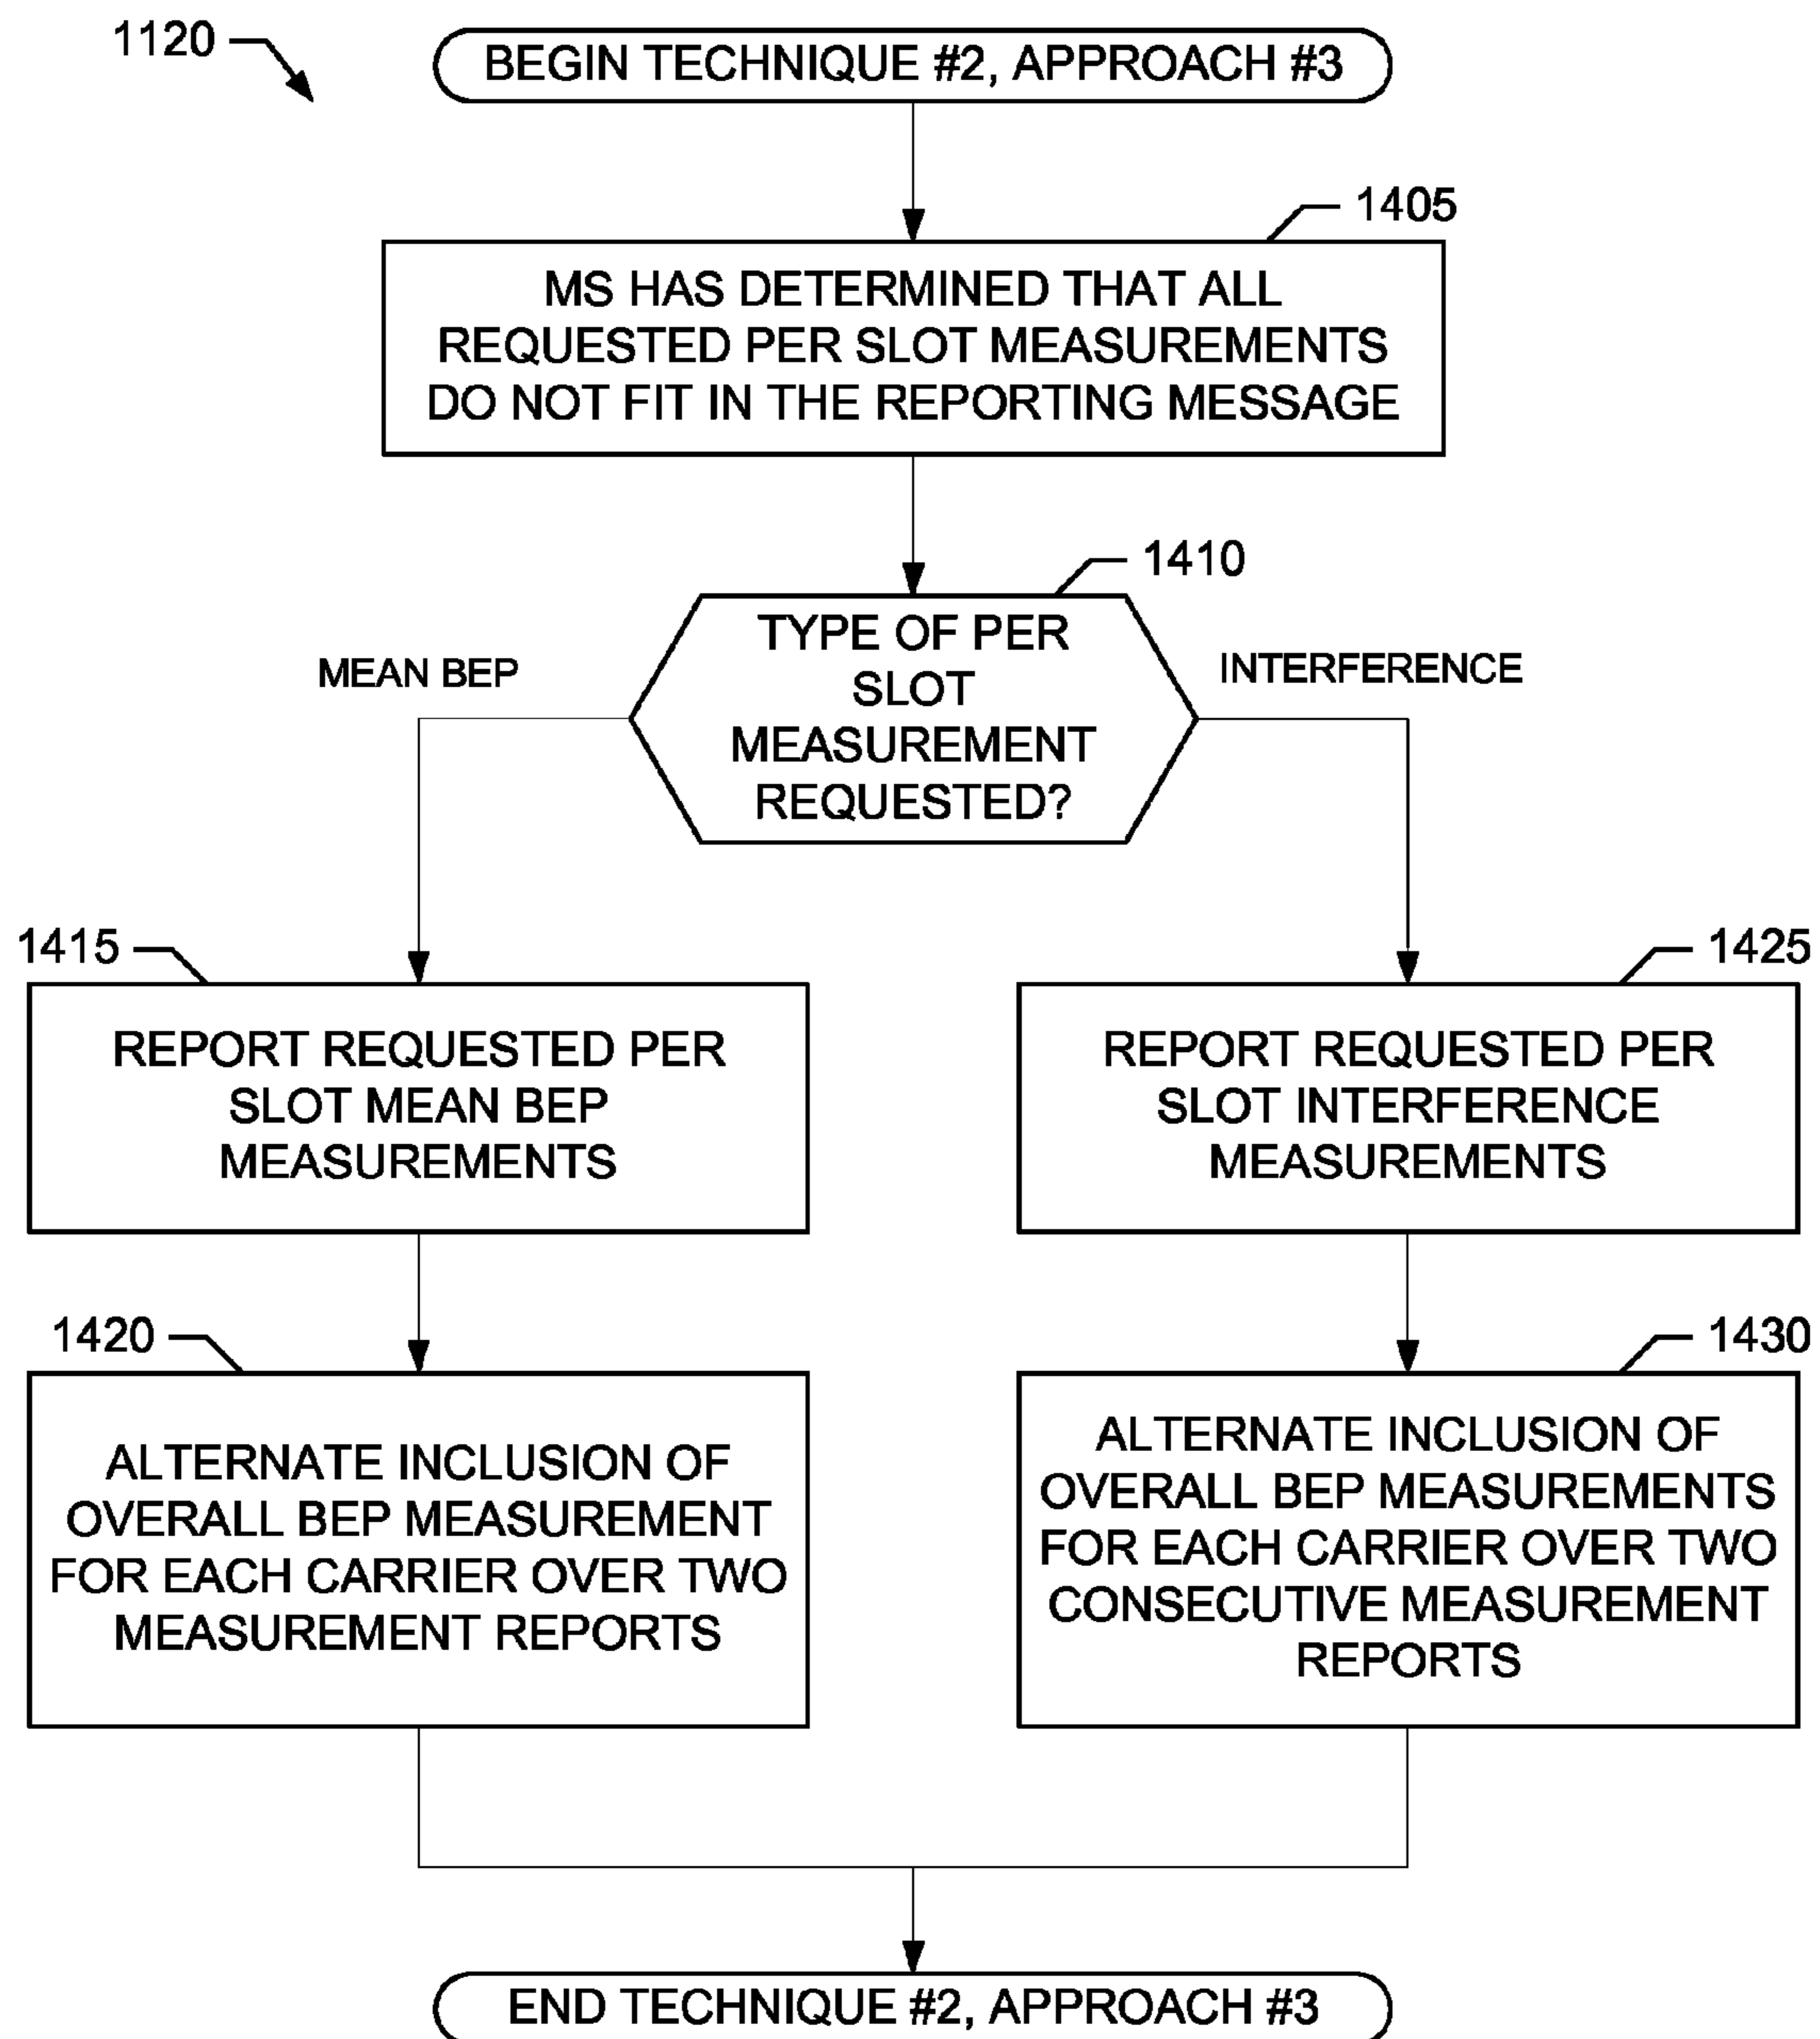 1120
BEGIN TECHNIQUE #2, APPROACH #3
1405
MS HAS DETERMINED THAT ALL
REQUESTED PER SLOT MEASUREMENTS
DO NOT FIT IN THE REPORTING MESSAGE
1410
TYPE OF PER
SLOT
MEASUREMENT
REQUESTED?
MEAN BEP
INTERFERENCE
1415
REPORT REQUESTED PER
SLOT MEAN BEP
MEASUREMENTS
1425
REPORT REQUESTED PER
SLOT INTERFERENCE
MEASUREMENTS
1420
ALTERNATE INCLUSION OF
OVERALL BEP MEASUREMENT
FOR EACH CARRIER OVER TWO
MEASUREMENT REPORTS
1430
ALTERNATE INCLUSION OF
OVERALL BEP MEASUREMENTS
FOR EACH CARRIER OVER TWO
CONSECUTIVE MEASUREMENT
REPORTS
END TECHNIQUE #2, APPROACH #3